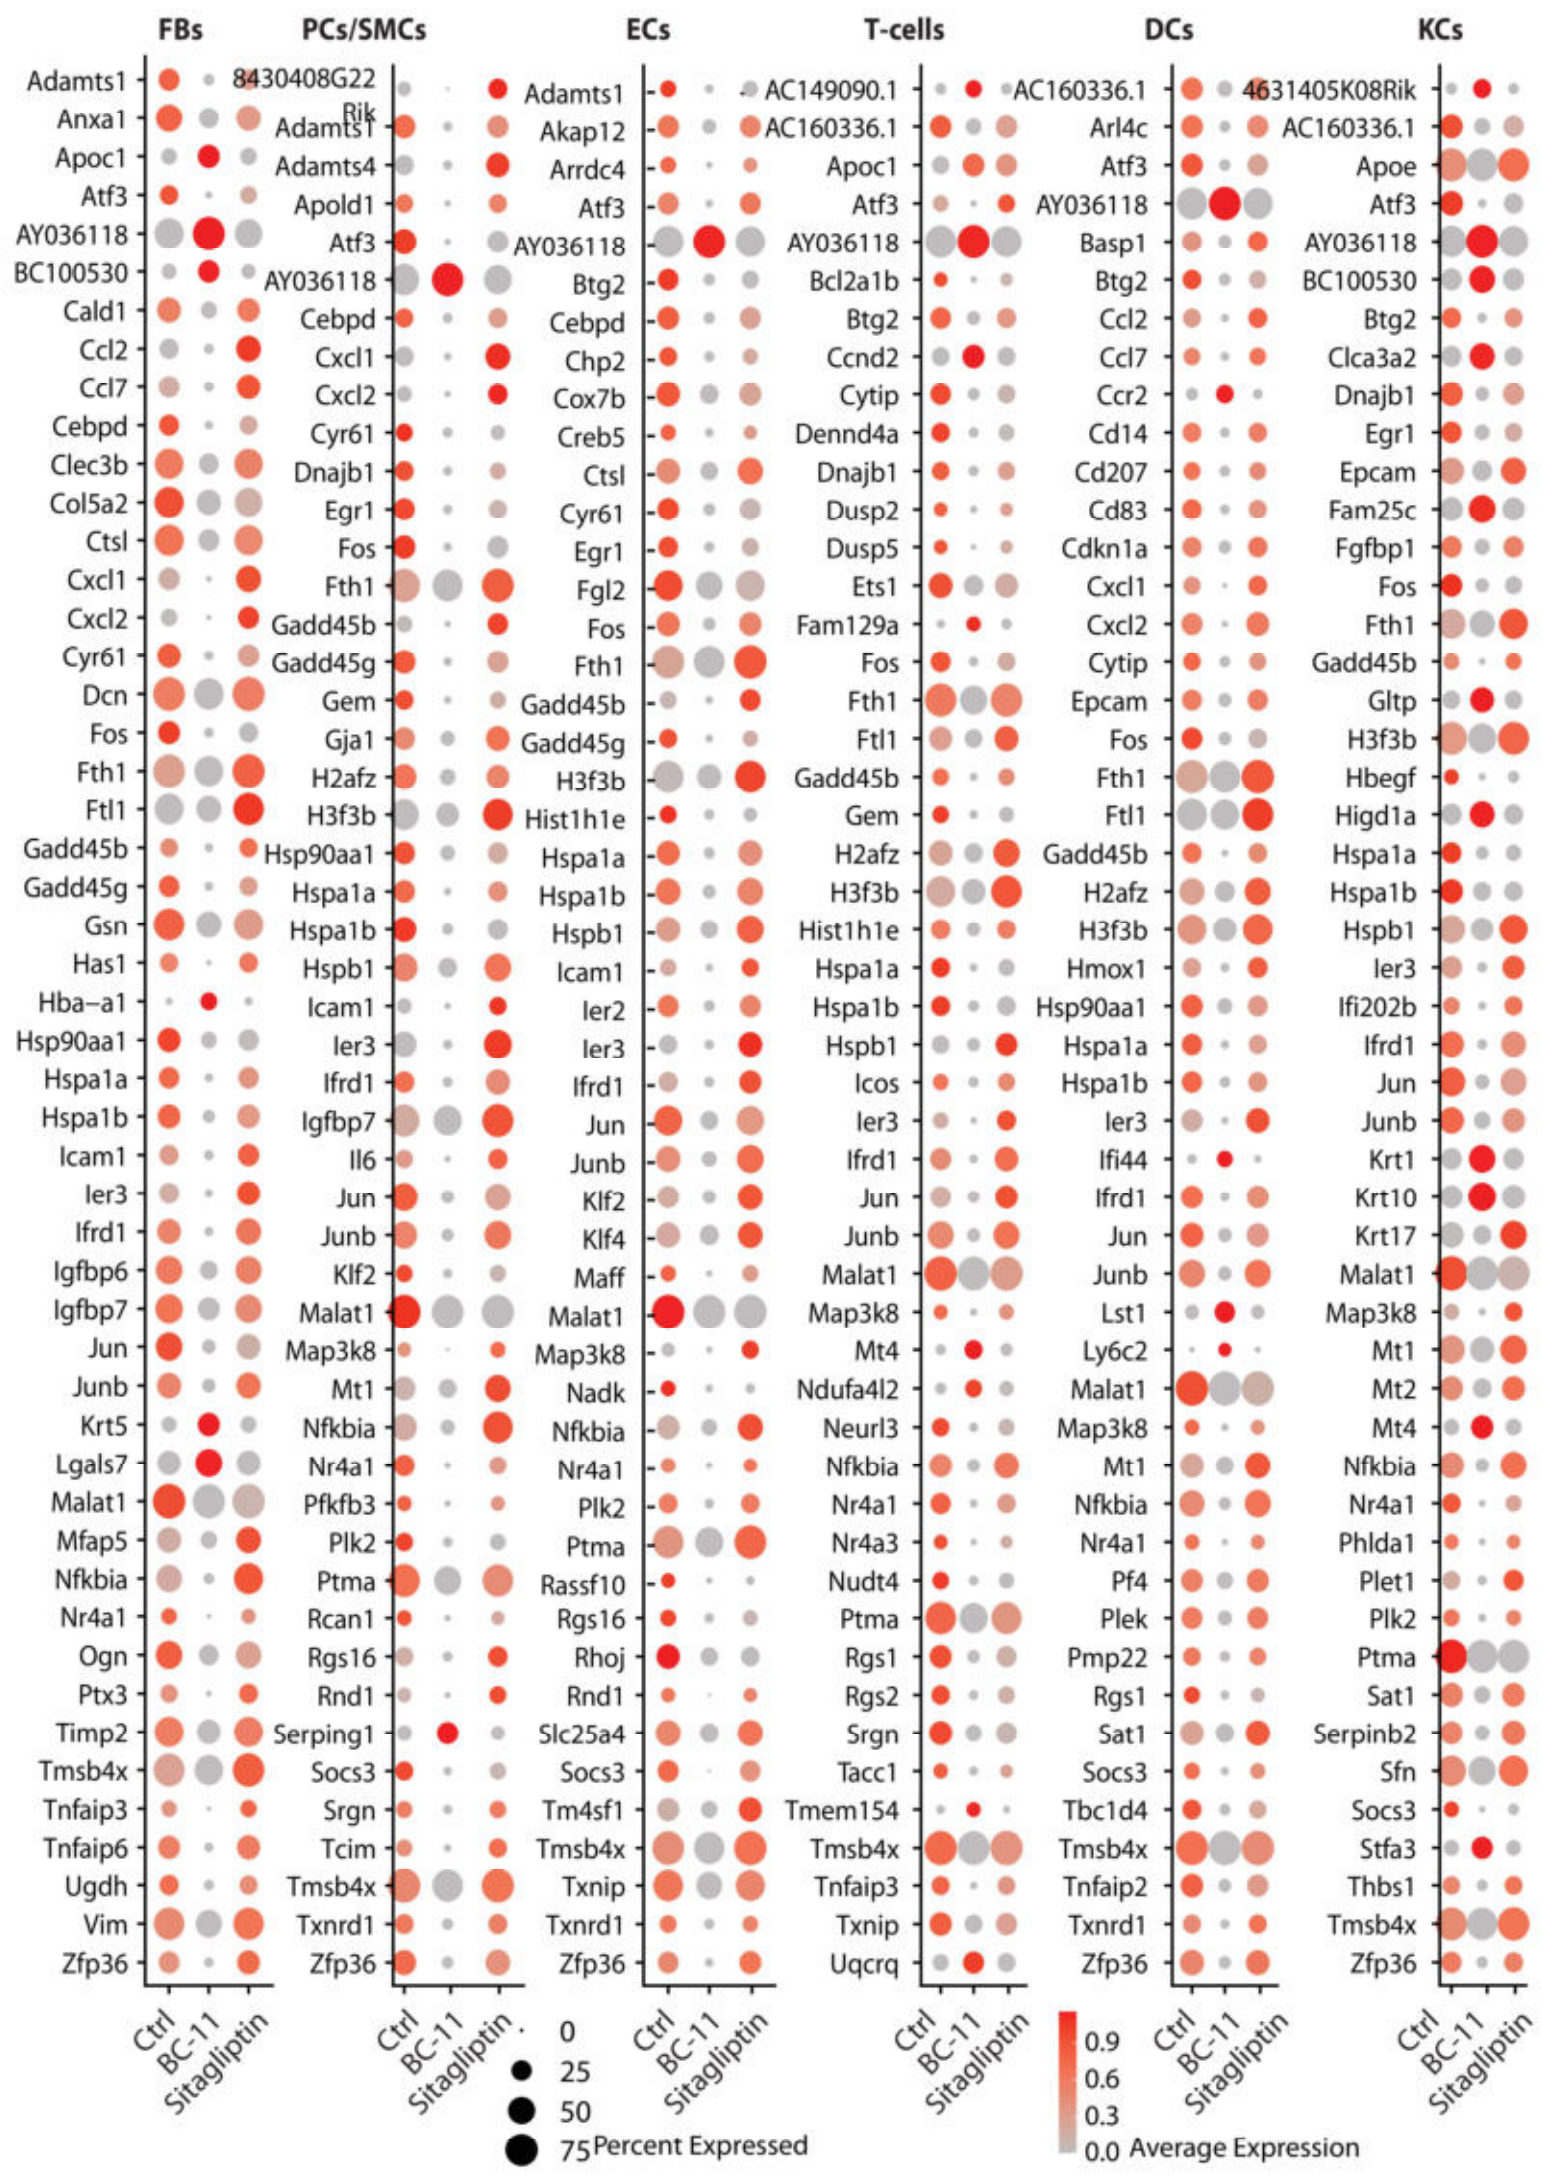 FBs
PCs/SMCs
ECs
T-cells
DCs
KCs
Adamts1
Anxa1
Apoc1
Atf3
AY036118
BC100530
Cald1
Ccl2
Ccl7
Cebpd
Clec3b
Col5a2
Ctsl
Cxcl1
Cxcl2
Cyr61
Dcn
Fos
Fth1
Ftl1
Gadd45b
Gadd45g
Gsn
Has1
Hba−a1
Hsp90aa1
Hspa1a
Hspa1b
Icam1
Ier3
Ifrd1
Igfbp6
Igfbp7
Jun
Junb
Krt5
Lgals7
Malat1
Mfap5
Nfkbia
Nr4a1
Ogn
Ptx3
Timp2
Tmsb4x
Tnfaip3
Tnfaip6
Ugdh
Vim
Zfp36
Ctrl
BC-11
Sitagliptin
8430408G22
Rik
Adamts1
Adamts4
Apold1
Atf3
AY036118
Cebpd
Cxcl1
Cxcl2
Cyr61
Dnajb1
Egr1
Fos
Fth1
Gadd45b
Gadd45g
Gem
Gja1
H2afz
H3f3b
Hsp90aa1
Hspa1a
Hspa1b
Hspb1
Icam1
Ier3
Ifrd1
Igfbp7
Il6
Jun
Junb
Klf2
Malat1
Map3k8
Mt1
Nfkbia
Nr4a1
Pfkfb3
Plk2
Ptma
Rcan1
Rgs16
Rnd1
Serping1
Socs3
Srgn
Tcim
Tmsb4x
Txnrd1
Zfp36
Ctrl
BC-11
Sitagliptin
Adamts1
Akap12
Arrdc4
Atf3
AY036118
Btg2
Cebpd
Chp2
Cox7b
Creb5
Ctsl
Cyr61
Egr1
Fgl2
Fos
Fth1
Gadd45b
Gadd45g
H3f3b
Hist1h1e
Hspa1a
Hspa1b
Hspb1
Icam1
Ier2
Ier3
Ifrd1
Jun
Junb
Klf2
Klf4
Maff
Malat1
Map3k8
Nadk
Nfkbia
Nr4a1
Plk2
Ptma
Rassf10
Rgs16
Rhoj
Rnd1
Slc25a4
Socs3
Tm4sf1
Tmsb4x
Txnip
Txnrd1
Zfp36
Ctrl
BC-11
Sitagliptin
AC149090.1
AC160336.1
Apoc1
Atf3
AY036118
Bcl2a1b
Btg2
Ccnd2
Cytip
Dennd4a
Dnajb1
Dusp2
Dusp5
Ets1
Fam129a
Fos
Fth1
Ftl1
Gadd45b
Gem
H2afz
H3f3b
Hist1h1e
Hspa1a
Hspa1b
Hspb1
Icos
Ier3
Ifrd1
Jun
Junb
Malat1
Map3k8
Mt4
Ndufa4l2
Neurl3
Nfkbia
Nr4a1
Nr4a3
Nudt4
Ptma
Rgs1
Rgs2
Srgn
Tacc1
Tmem154
Tmsb4x
Tnfaip3
Txnip
Uqcrq
Ctrl
BC-11
Sitagliptin
AC160336.1
Arl4c
Atf3
AY036118
Basp1
Btg2
Ccl2
Ccl7
Ccr2
Cd14
Cd207
Cd83
Cdkn1a
Cxcl1
Cxcl2
Cytip
Epcam
Fos
Fth1
Ftl1
Gadd45b
H2afz
H3f3b
Hmox1
Hsp90aa1
Hspa1a
Hspa1b
Ier3
Ifi44
Ifrd1
Jun
Junb
Lst1
Ly6c2
Malat1
Map3k8
Mt1
Nfkbia
Nr4a1
Pf4
Plek
Pmp22
Rgs1
Sat1
Socs3
Tbc1d4
Tmsb4x
Tnfaip2
Txnrd1
Zfp36
Ctrl
BC-11
Sitagliptin
4631405K08Rik
AC160336.1
Apoe
Atf3
AY036118
BC100530
Btg2
Clca3a2
Dnajb1
Egr1
Epcam
Fam25c
Fgfbp1
Fos
Fth1
Gadd45b
Gltp
H3f3b
Hbegf
Higd1a
Hspa1a
Hspa1b
Hspb1
Ier3
Ifi202b
Ifrd1
Jun
Junb
Krt1
Krt10
Krt17
Malat1
Map3k8
Mt1
Mt2
Mt4
Nfkbia
Nr4a1
Phlda1
Plet1
Plk2
Ptma
Sat1
Serpinb2
Sfn
Socs3
Stfa3
Thbs1
Tmsb4x
Zfp36
Ctrl
BC-11
Sitagliptin
0
25
50
75 Percent Expressed
0.9
0.6
0.3
0.0 Average Expression